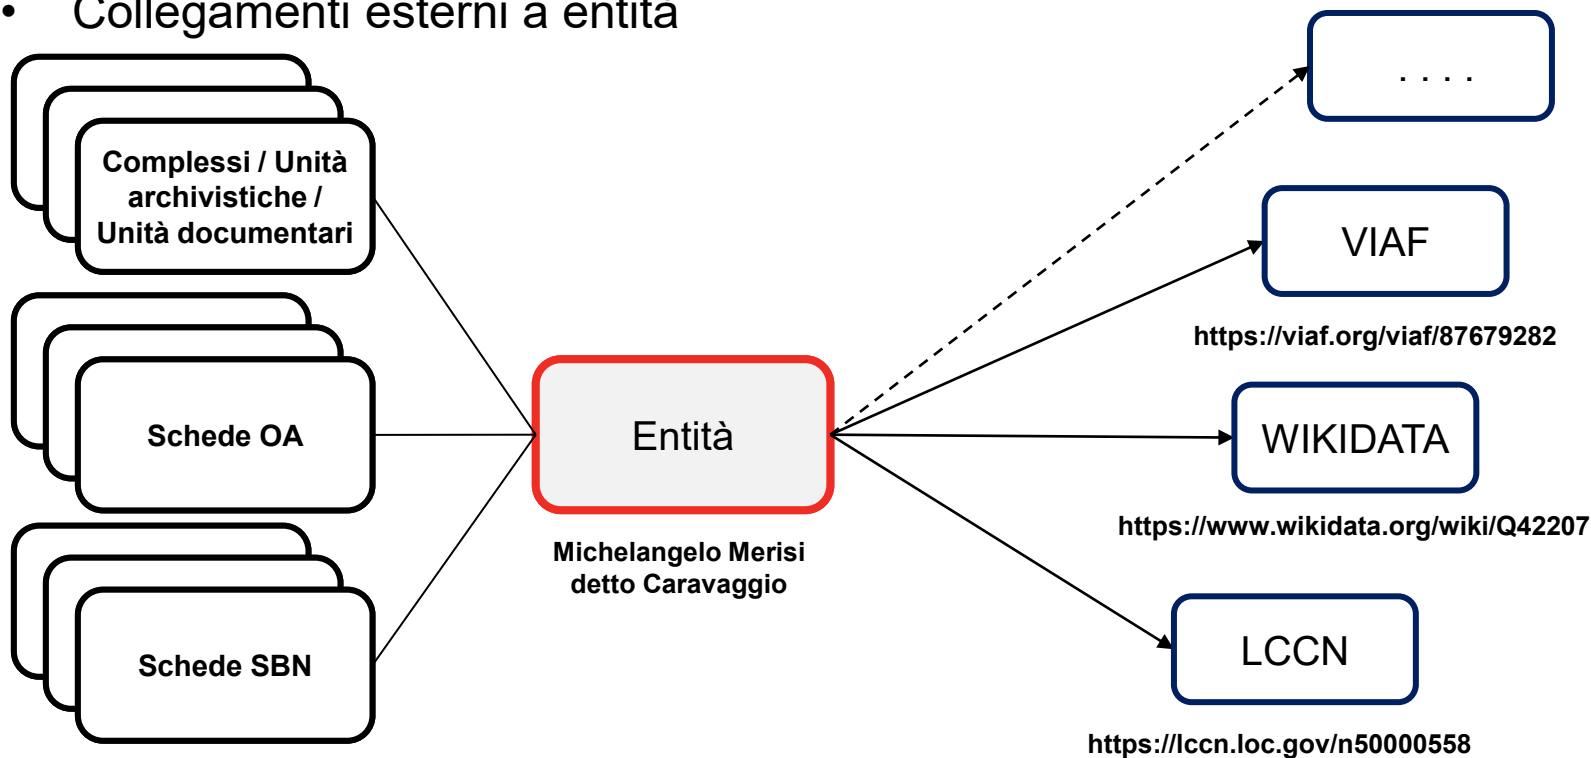 • Collegamenti esterni a entità
Complessi / Unità
archivistiche /
Unità documentari
Schede OA
Schede SBN
Entità
Michelangelo Merisi
detto Caravaggio
. . . .
VIAF
https://viaf.org/viaf/87679282
WIKIDATA
https://www.wikidata.org/wiki/Q42207
LCCN
https://lccn.loc.gov/n50000558